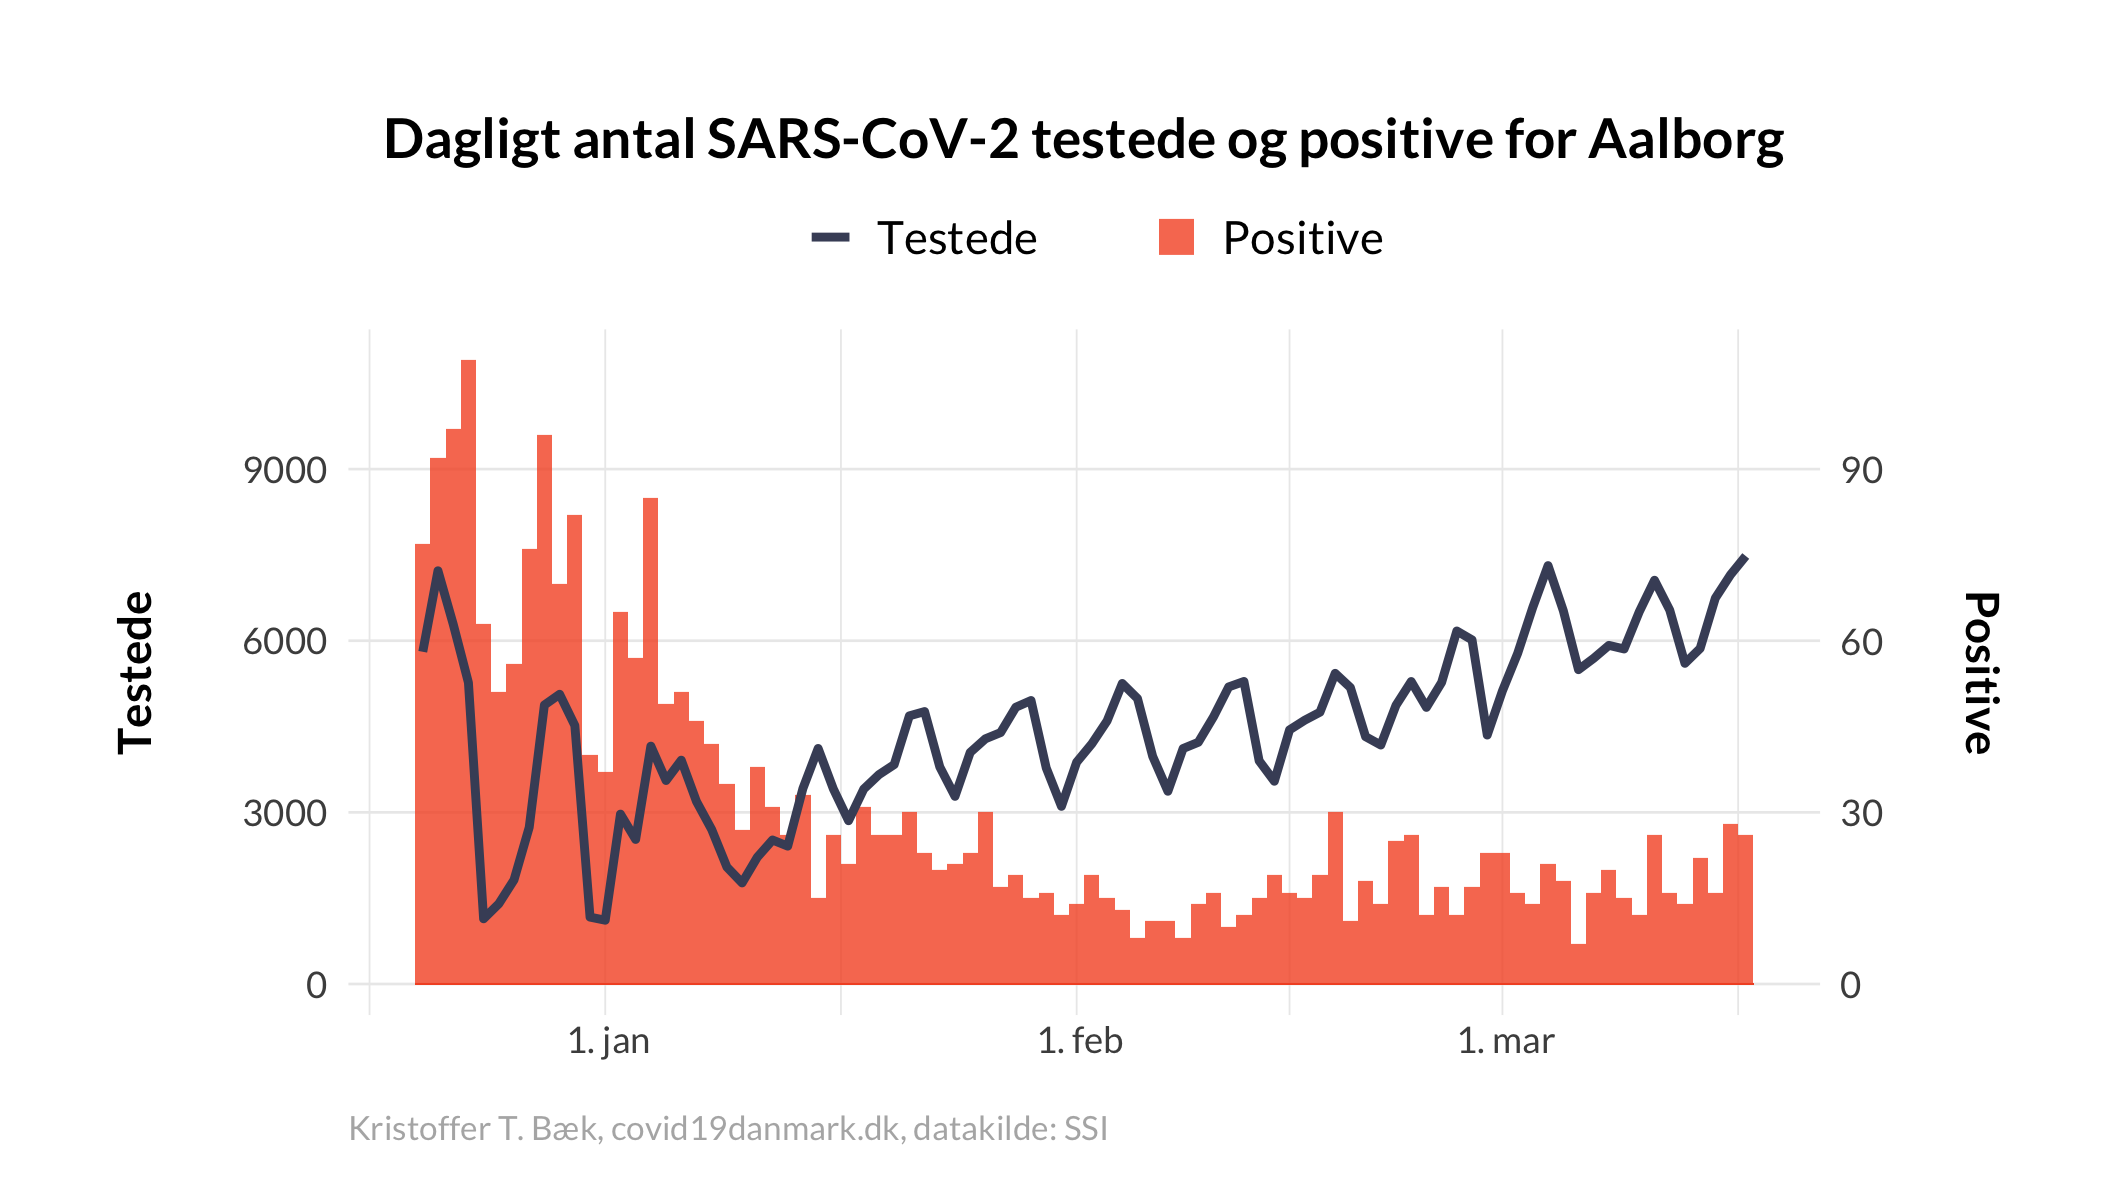 Dagligt antal SARS-CoV-2 testede og positive for Aalborg
Testede
Positive
Testede
9000
6000
3000
0
90
60
30
0
Positive
1. jan
1. feb
1. mar
Kristoffer T. Bæk, covid19danmark.dk, datakilde: SSI